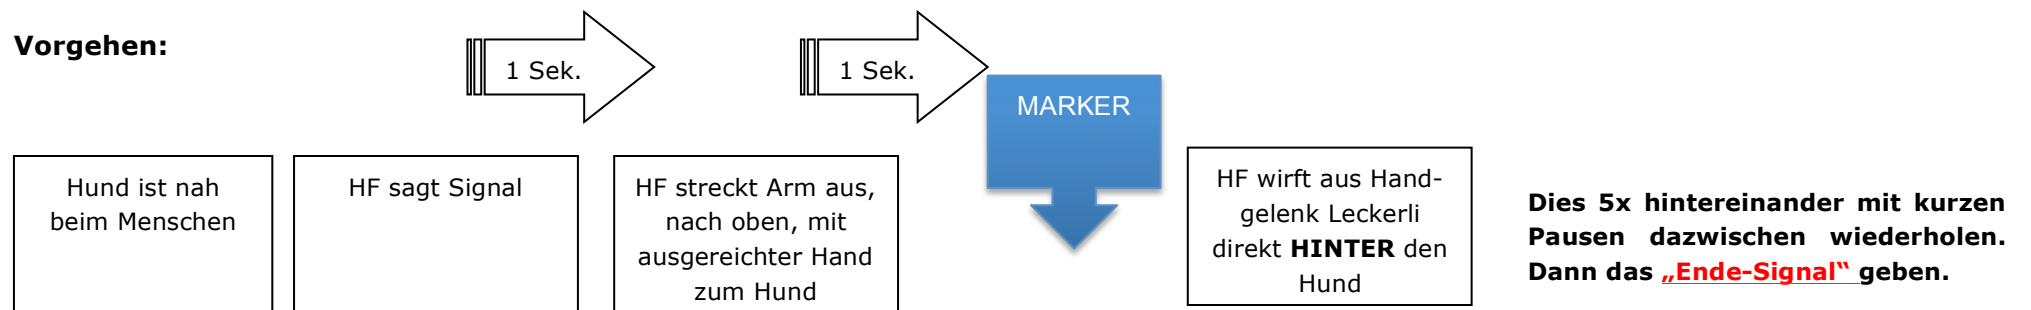 Vorgehen:
1 Sek.
1 Sek.
MARKER
Hund ist nah
beim Menschen
HF sagt Signal
HF streckt Arm aus,
nach oben, mit
ausgereichter Hand
zum Hund
HF wirft aus Hand-
gelenk Leckerli
direkt HINTER den
Hund
Dies 5x hintereinander mit kurzen
Pausen dazwischen wiederholen.
Dann das „Ende-Signal“ geben.